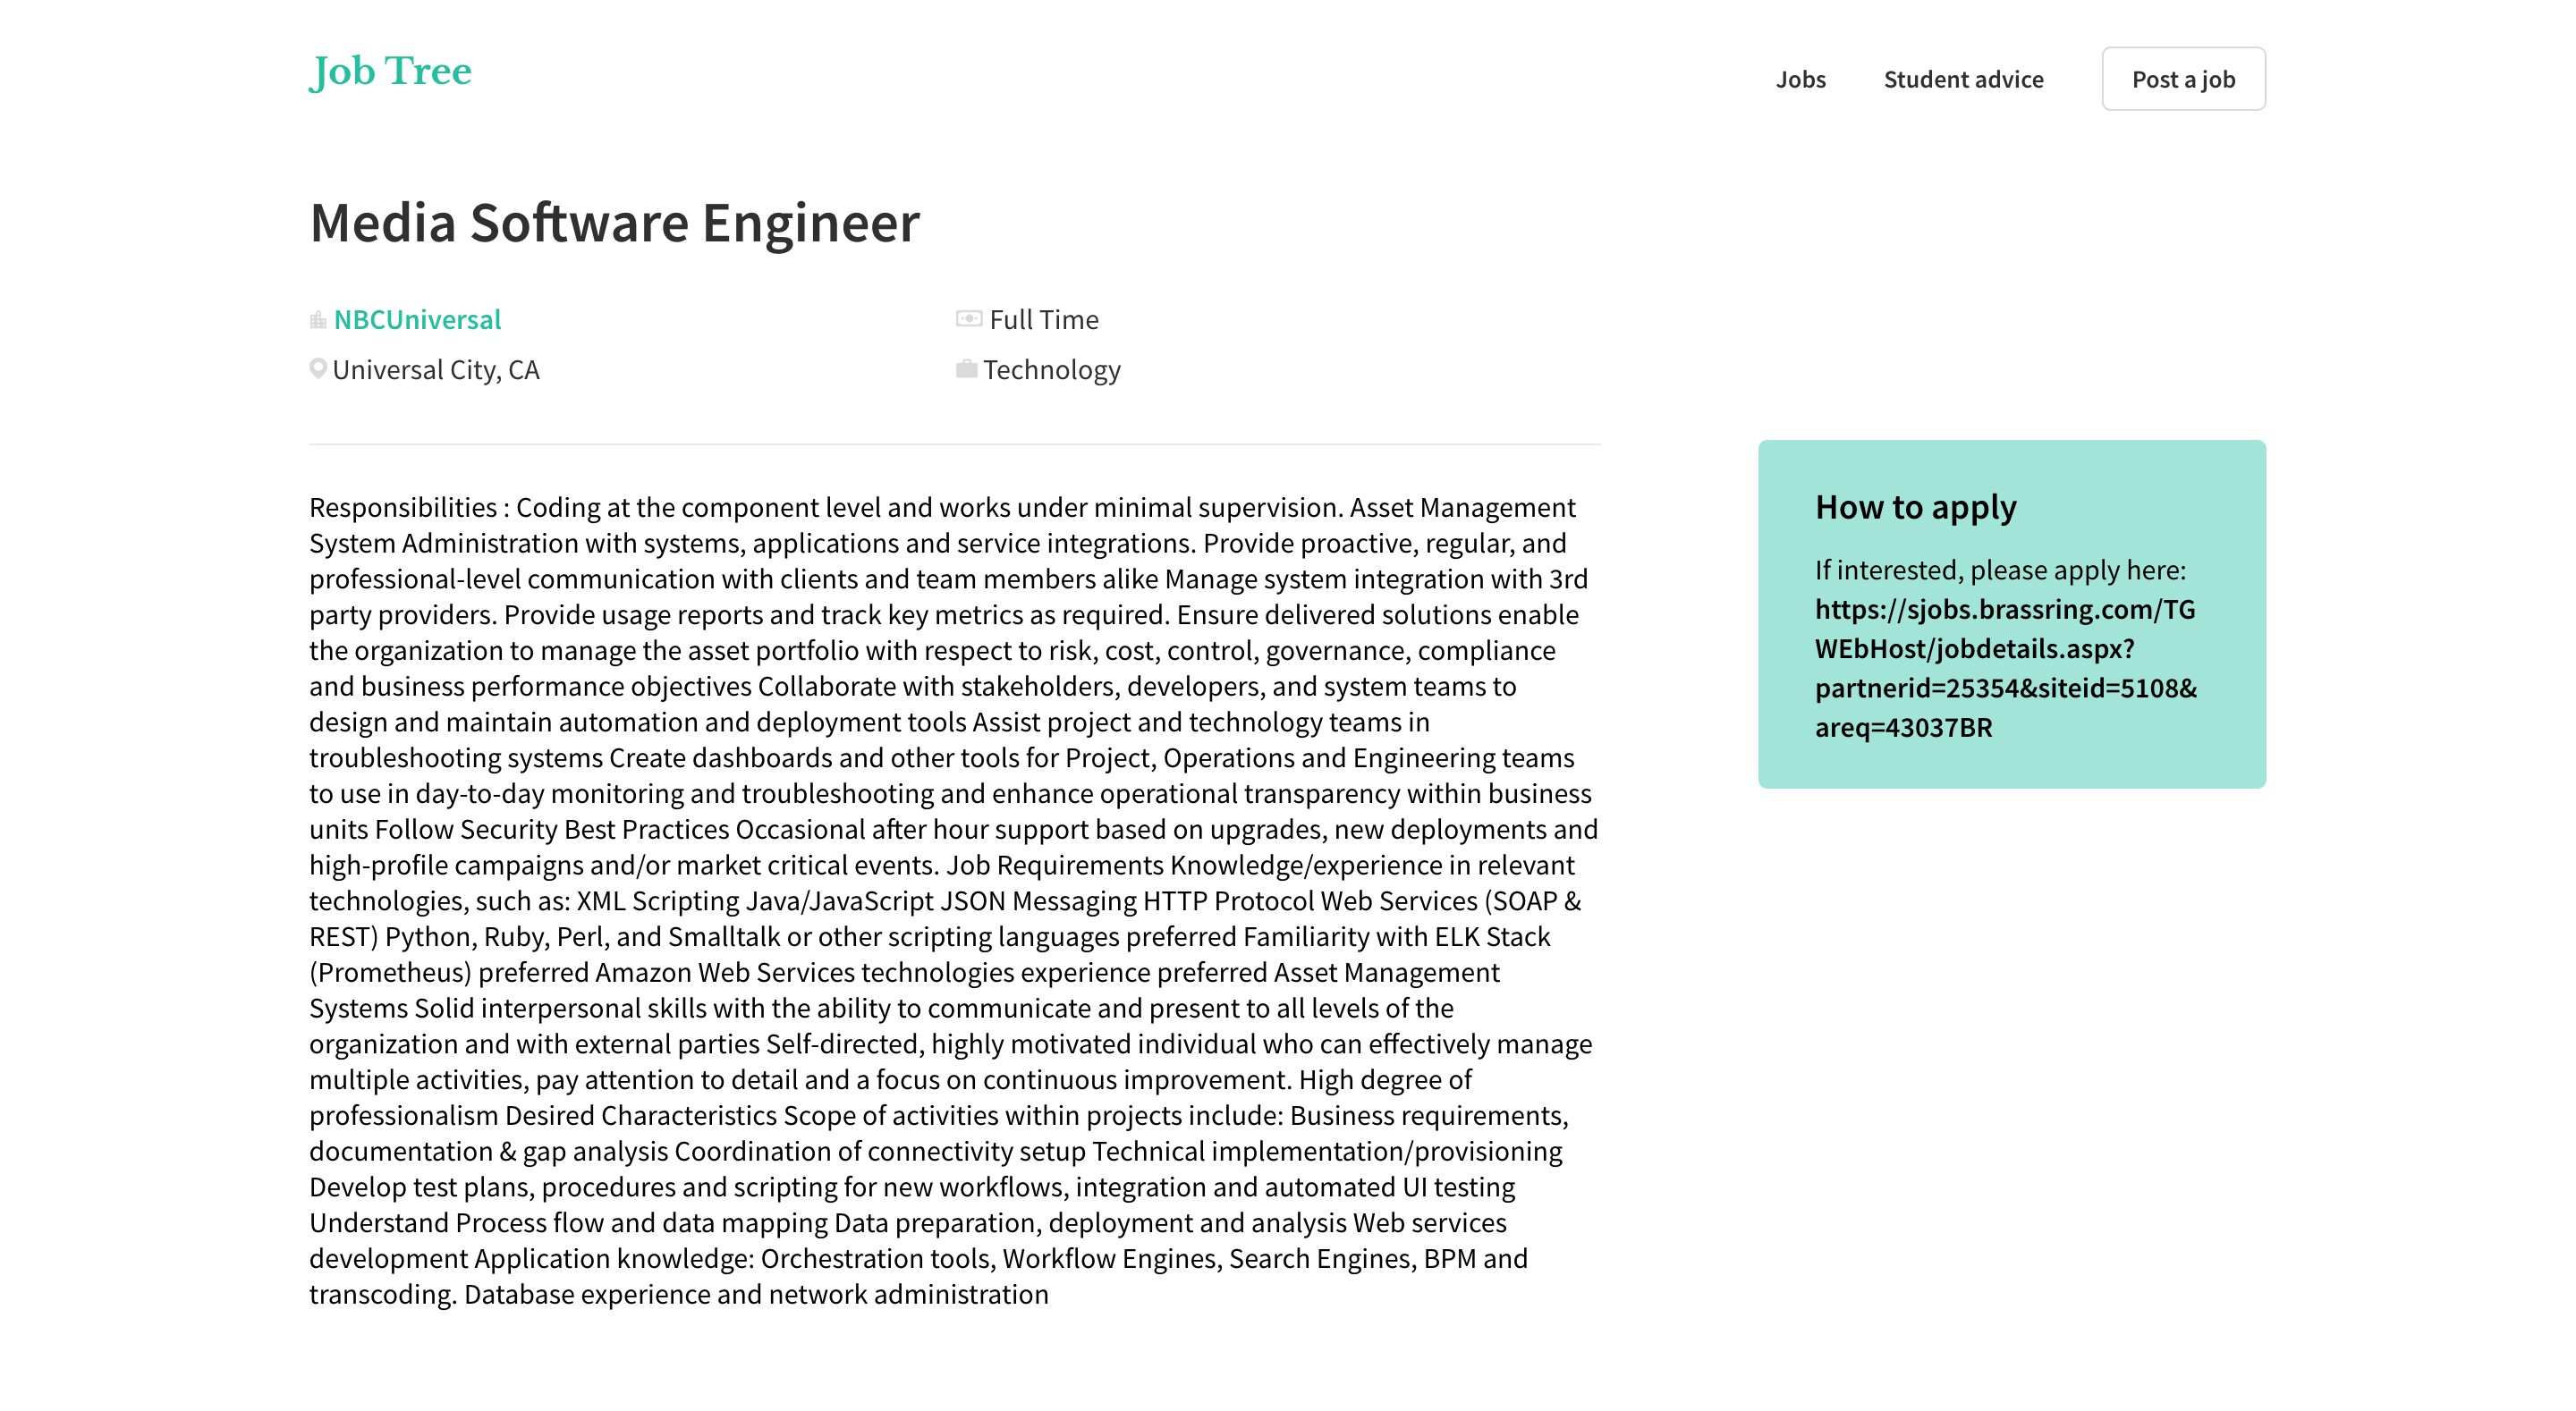 Job Tree
Jobs
Student advice
Post a job
Media Software Engineer
NBCUniversal
Full Time
Universal City, CA
Technology
Responsibilities : Coding at the component level and works under minimal supervision. Asset Management
System Administration with systems, applications and service integrations. Provide proactive, regular, and
professional-level communication with clients and team members alike Manage system integration with 3rd
party providers. Provide usage reports and track key metrics as required. Ensure delivered solutions enable
the organization to manage the asset portfolio with respect to risk, cost, control, governance, compliance
and business performance objectives Collaborate with stakeholders, developers, and system teams to
design and maintain automation and deployment tools Assist project and technology teams in
troubleshooting systems Create dashboards and other tools for Project, Operations and Engineering teams
to use in day-to-day monitoring and troubleshooting and enhance operational transparency within business
units Follow Security Best Practices Occasional after hour support based on upgrades, new deployments and
high-profile campaigns and/or market critical events. Job Requirements Knowledge/experience in relevant
technologies, such as: XML Scripting Java/JavaScript JSON Messaging HTTP Protocol Web Services (SOAP &
REST) Python, Ruby, Perl, and Smalltalk or other scripting languages preferred Familiarity with ELK Stack
(Prometheus) preferred Amazon Web Services technologies experience preferred Asset Management
Systems Solid interpersonal skills with the ability to communicate and present to all levels of the
organization and with external parties Self-directed, highly motivated individual who can effectively manage
multiple activities, pay attention to detail and a focus on continuous improvement. High degree of
professionalism Desired Characteristics Scope of activities within projects include: Business requirements,
documentation & gap analysis Coordination of connectivity setup Technical implementation/provisioning
Develop test plans, procedures and scripting for new workflows, integration and automated UI testing
Understand Process flow and data mapping Data preparation, deployment and analysis Web services
development Application knowledge: Orchestration tools, Workflow Engines, Search Engines, BPM and
transcoding. Database experience and network administration
How to apply
If interested, please apply here:
https://sjobs.brassring.com/TG
WEbHost/jobdetails.aspx?
partnerid=25354&siteid=5108&
areq=43037BR